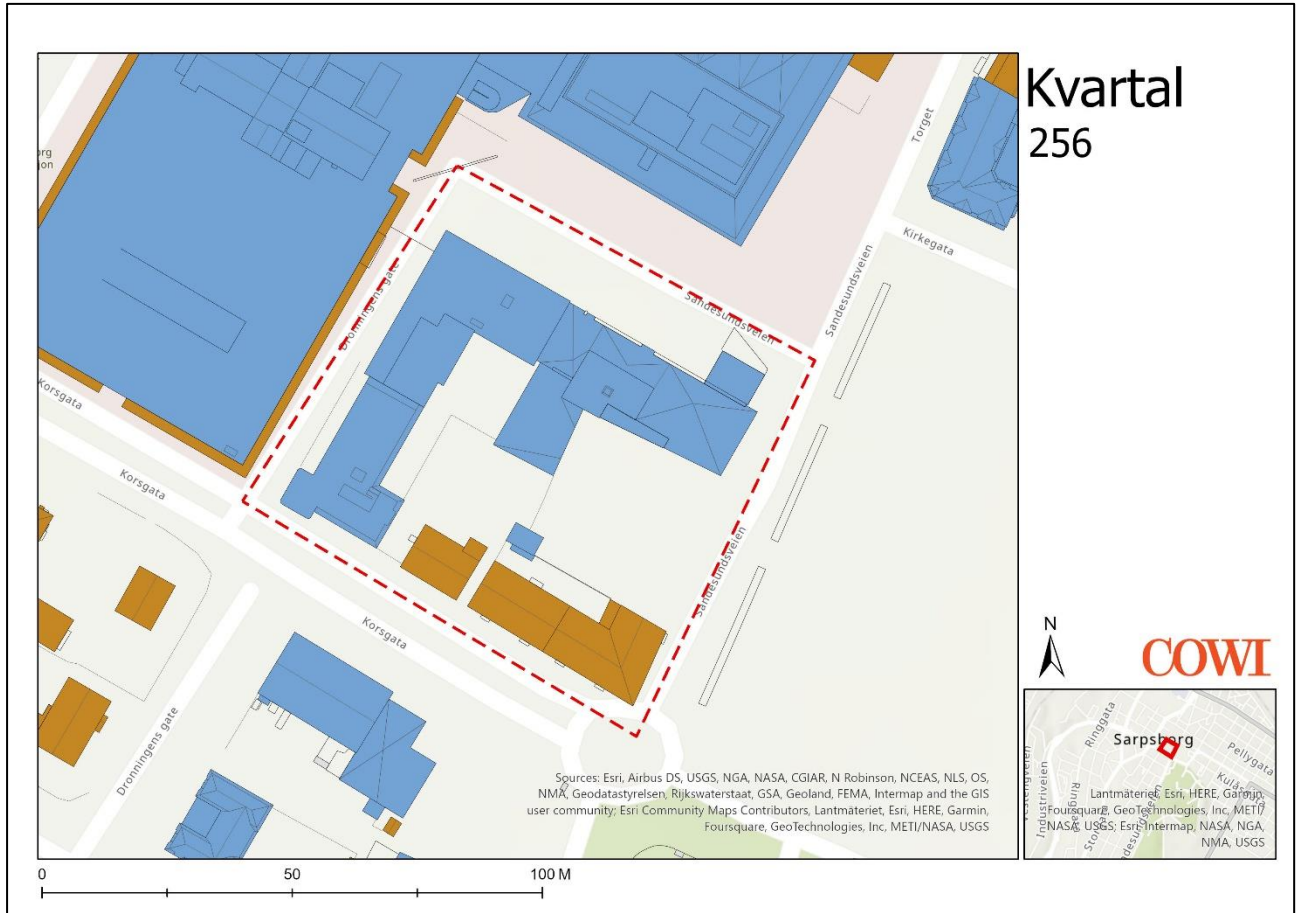 Kvartal
256
Torget
Kirkegata
Sandesundsveien
Sandesundsveien
Dronningens gate
Korsgata
Korsgata
Sandesundsveien
Korsgata
Dronningens gate
Sources: Esri, Airbus DS, USGS, NGA, NASA, CGIAR, N Robinson, NCEAS, NLS, OS,
NMA, Geodatastyrelsen, Rijkswaterstaat, GSA, Geoland, FEMA, Intermap and the GIS
user community; Esri Community Maps Contributors, Lantmäteriet, Esri, HERE, Garmin,
Foursquare, GeoTechnologies, Inc, METI/NASA, USGS
0 50 100 M
N
COWI
Ringgata
Sarpsborg
Pellygata
Industriveien
Lantmäteriet, Esri, HERE, Garmin,
Foursquare, GeoTechnologies, Inc, METI/
NASA, USGS; Esri, Intermap, NASA, NGA,
NMA, USGS